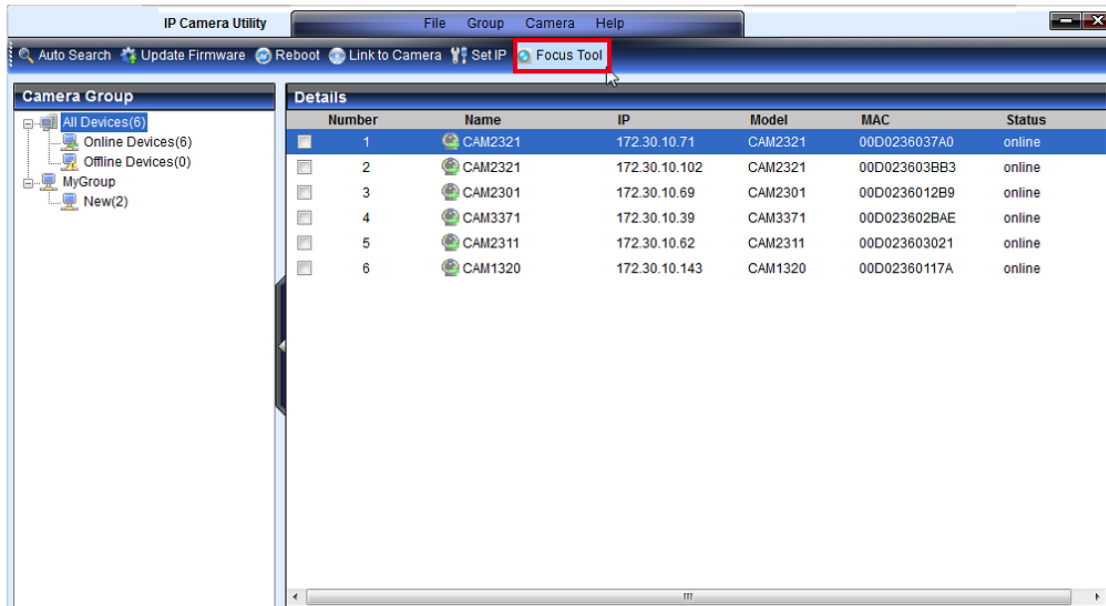 IP Camera Utility File Group Camera Help
Auto Search Update Firmware Reboot Link to Camera Set IP Focus Tool
Camera Group
All Devices(6)
Online Devices(6)
Offline Devices(0)
MyGroup
New(2)
Details
Number Name IP Model MAC Status
1 CAM2321 172.30.10.71 CAM2321 00D0236037A0 online
2 CAM2321 172.30.10.102 CAM2321 00D023603BB3 online
3 CAM2301 172.30.10.69 CAM2301 00D0236012B9 online
4 CAM3371 172.30.10.39 CAM3371 00D023602BAE online
5 CAM2311 172.30.10.62 CAM2311 00D023603021 online
6 CAM1320 172.30.10.143 CAM1320 00D02360117A online